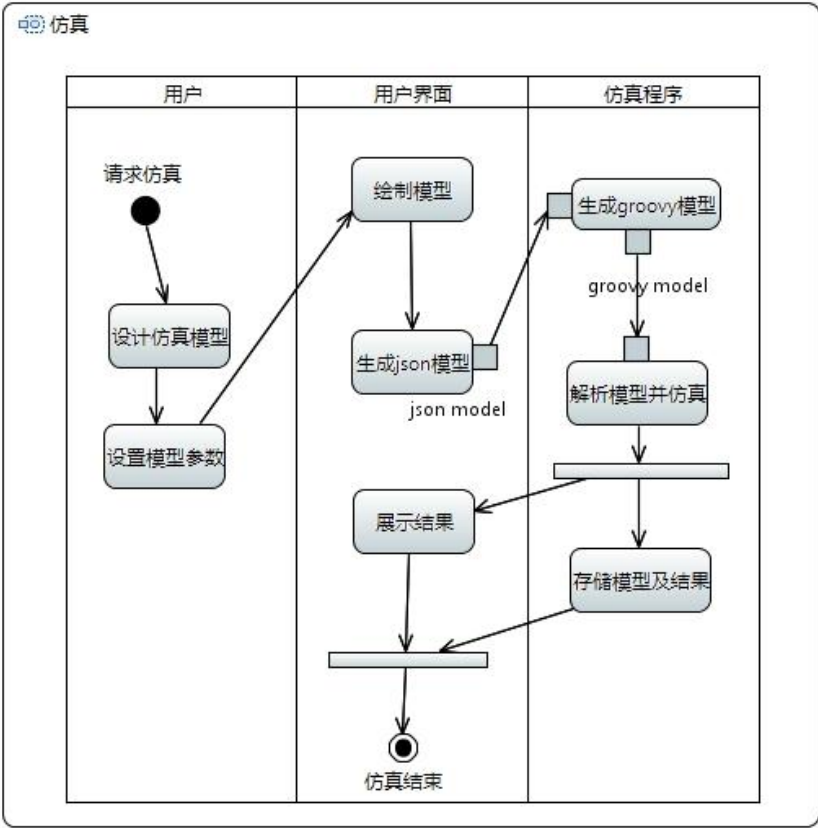 仿真
用户
用户界面
仿真程序
请求仿真
设计仿真模型
设置模型参数
绘制模型
生成json模型
json model
生成groovy模型
groovy model
解析模型并仿真
展示结果
存储模型及结果
仿真结束